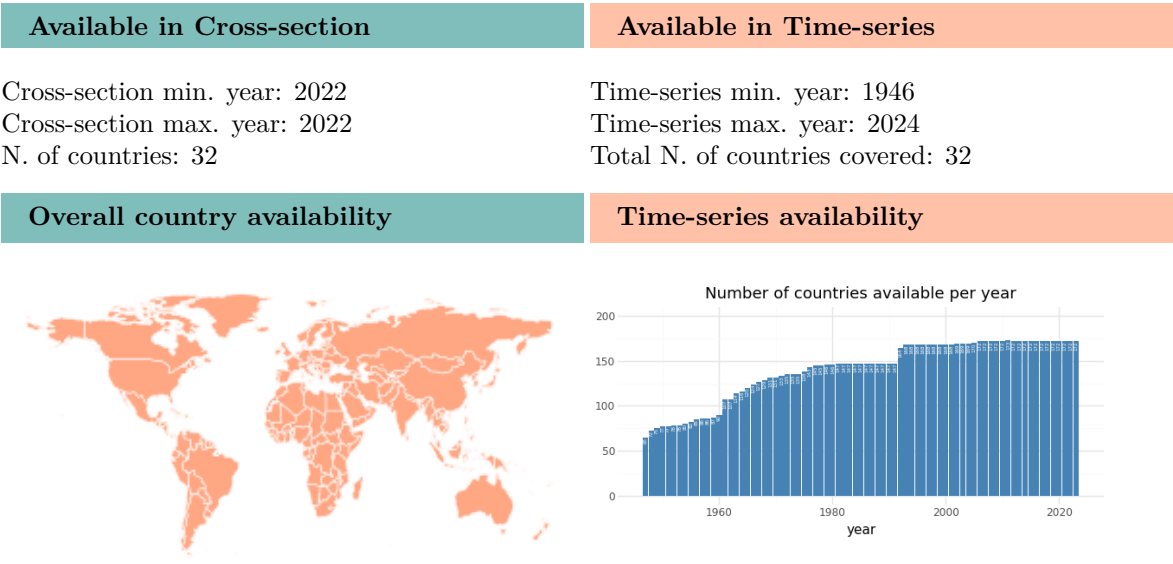 Available in Cross-section
Available in Time-series
Cross-section min. year: 2022
Cross-section max. year: 2022
N. of countries: 32
Time-series min. year: 1946
Time-series max. year: 2024
Total N. of countries covered: 32
Overall country availability
Time-series availability
Number of countries available per year
200
150
100
50
0
1960 1980 2000 2020
year